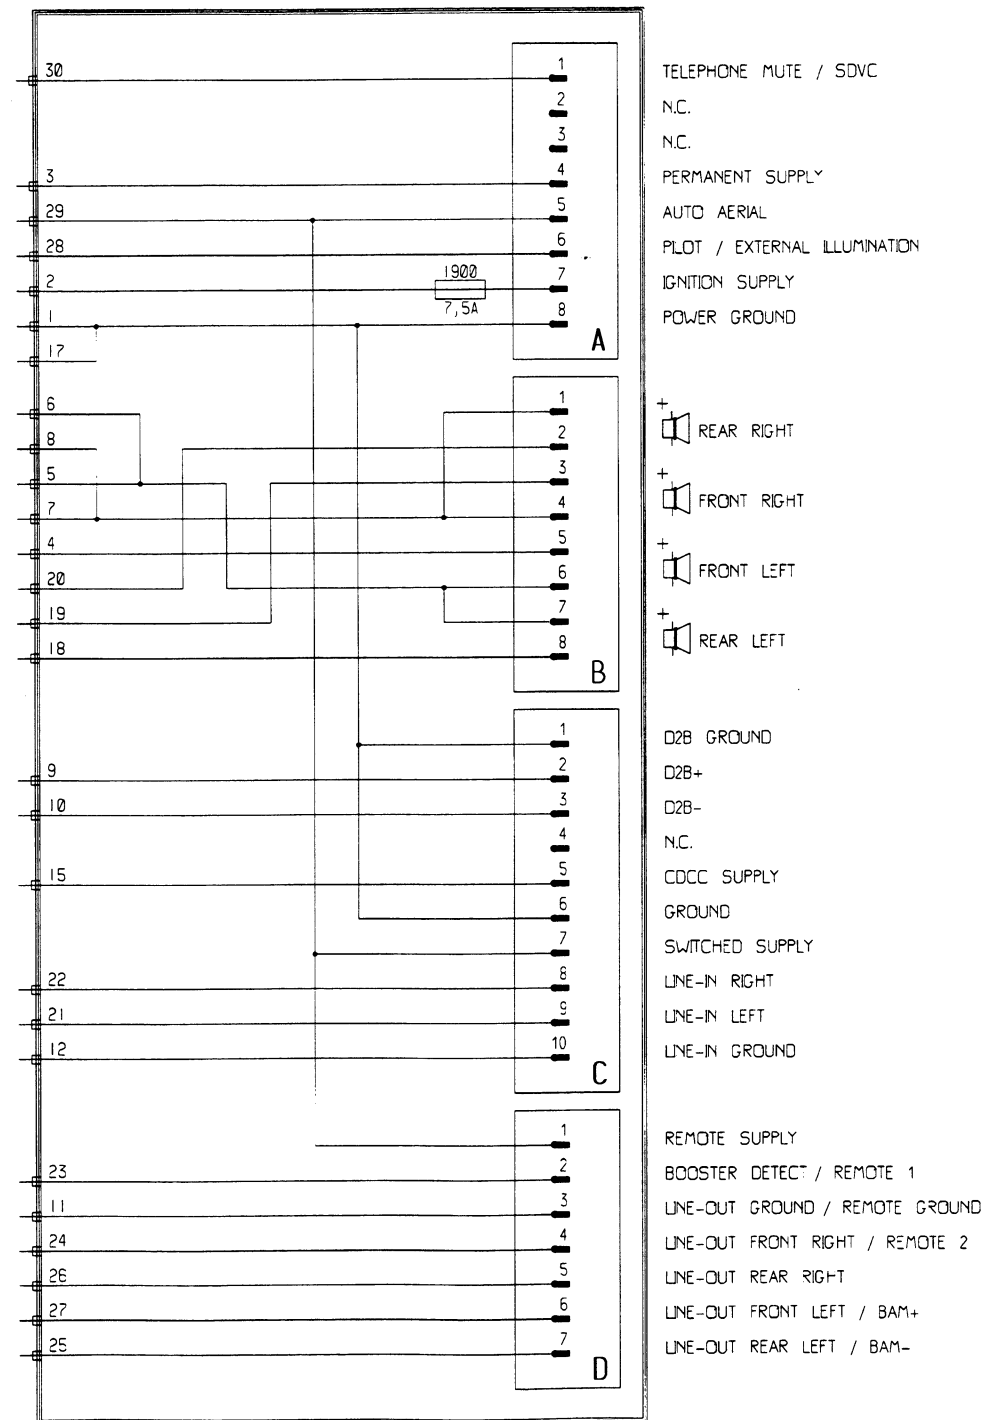 30 1 TELEPHONE MUTE / SDVC
2 N.C.
3 N.C.
3 4 PERMANENT SUPPLY
29 5 AUTO AERIAL
28 6 PILOT / EXTERNAL ILLUMINATION
2 1900 7 IGNITION SUPPLY
7,5A
1 8 POWER GROUND
A
17
6 1 +
REAR RIGHT
8 2
5 3 +
FRONT RIGHT
7 4
4 5 +
FRONT LEFT
20 6
19 7 +
REAR LEFT
18 8
B
1 D2B GROUND
9 2 D2B+
10 3 D2B-
4 N.C.
15 5 CDCC SUPPLY
6 GROUND
7 SWITCHED SUPPLY
22 8 LINE-IN RIGHT
21 9 LINE-IN LEFT
12 10 LINE-IN GROUND
C
1 REMOTE SUPPLY
23 2 BOOSTER DETECT / REMOTE 1
11 3 LINE-OUT GROUND / REMOTE GROUND
24 4 LINE-OUT FRONT RIGHT / REMOTE 2
26 5 LINE-OUT REAR RIGHT
27 6 LINE-OUT FRONT LEFT / BAM+
25 7 LINE-OUT REAR LEFT / BAM-
D